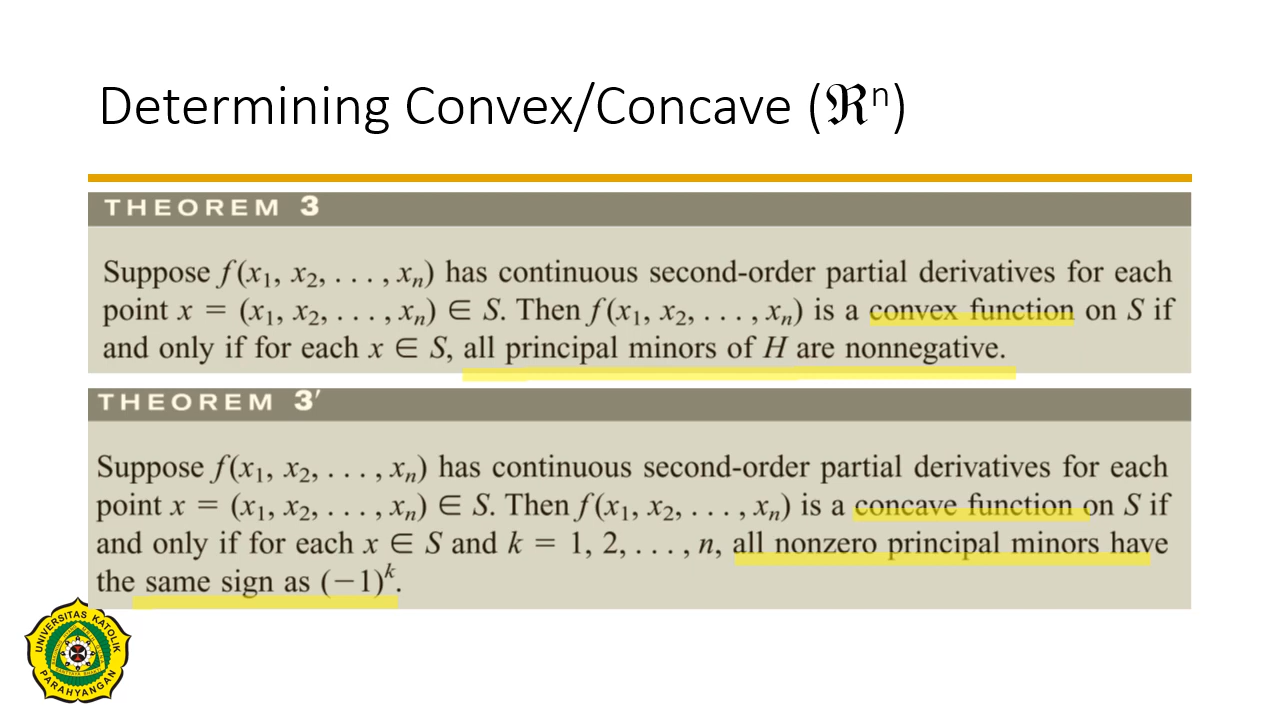 Determining Convex/Concave (ℜⁿ)
THEOREM 3
Suppose f(x₁, x₂, . . . , xₙ) has continuous second-order partial derivatives for each
point x = (x₁, x₂, . . . , xₙ) ∈ S. Then f(x₁, x₂, . . . , xₙ) is a convex function on S if
and only if for each x ∈ S, all principal minors of H are nonnegative.
THEOREM 3′
Suppose f(x₁, x₂, . . . , xₙ) has continuous second-order partial derivatives for each
point x = (x₁, x₂, . . . , xₙ) ∈ S. Then f(x₁, x₂, . . . , xₙ) is a concave function on S if
and only if for each x ∈ S and k = 1, 2, . . . , n, all nonzero principal minors have
the same sign as (−1)ᵏ.
UNIVERSITAS KATOLIK
PARAHYANGAN